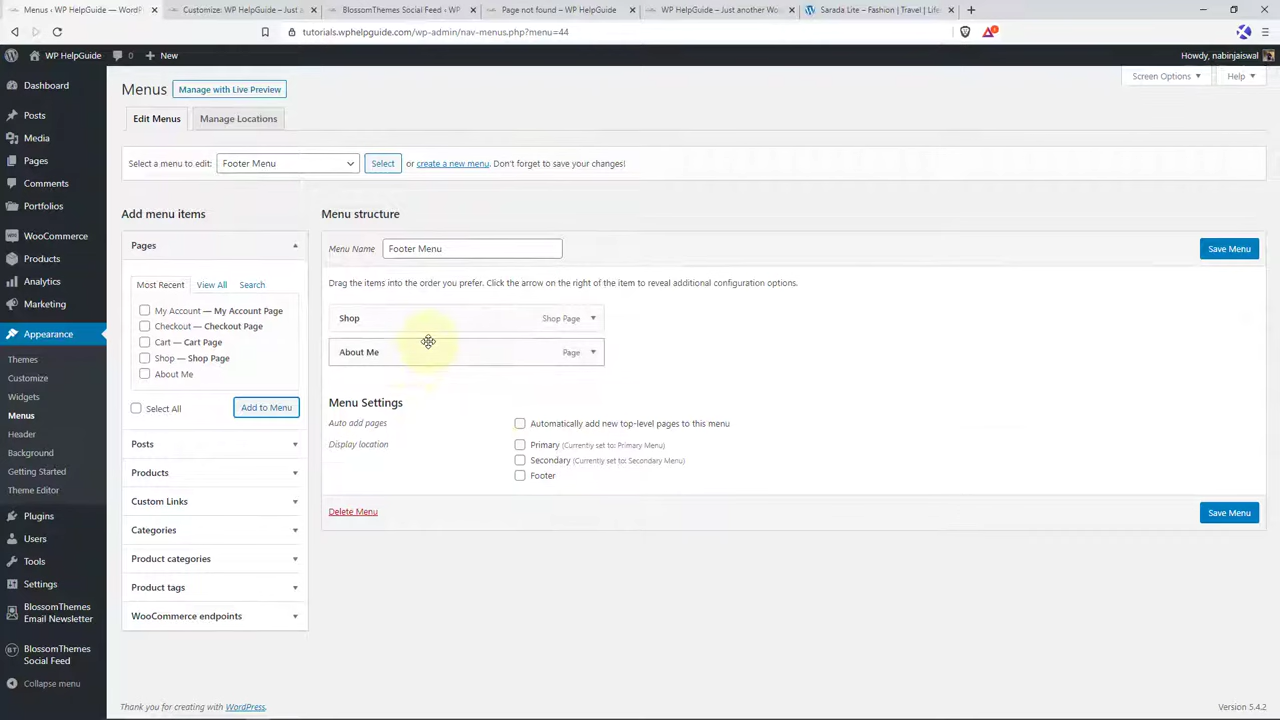 Menus ‹ WP HelpGuide — WordPr
Customize: WP HelpGuide – Just a
BlossomThemes Social Feed ‹ WP
Page not found – WP HelpGuide
WP HelpGuide – Just another Wo
Sarada Lite – Fashion | Travel | Life
tutorials.wphelpguide.com/wp-admin/nav-menus.php?menu=44
WP HelpGuide
0
New
Howdy, nabinjaiswal
Dashboard
Posts
Media
Pages
Comments
Portfolios
WooCommerce
Products
Analytics
Marketing
Appearance
Themes
Customize
Widgets
Menus
Header
Background
Getting Started
Theme Editor
Plugins
Users
Tools
Settings
BlossomThemes
Email Newsletter
BlossomThemes
Social Feed
Collapse menu
Menus
Manage with Live Preview
Screen Options
Help
Edit Menus
Manage Locations
Select a menu to edit:
Footer Menu
Select
or create a new menu. Don't forget to save your changes!
Add menu items
Pages
Most Recent
View All
Search
My Account — My Account Page
Checkout — Checkout Page
Cart — Cart Page
Shop — Shop Page
About Me
Select All
Add to Menu
Posts
Products
Custom Links
Categories
Product categories
Product tags
WooCommerce endpoints
Menu structure
Menu Name
Footer Menu
Save Menu
Drag the items into the order you prefer. Click the arrow on the right of the item to reveal additional configuration options.
Shop
Shop Page
About Me
Page
Menu Settings
Auto add pages
Automatically add new top-level pages to this menu
Display location
Primary (Currently set to: Primary Menu)
Secondary (Currently set to: Secondary Menu)
Footer
Delete Menu
Save Menu
Thank you for creating with WordPress.
Version 5.4.2